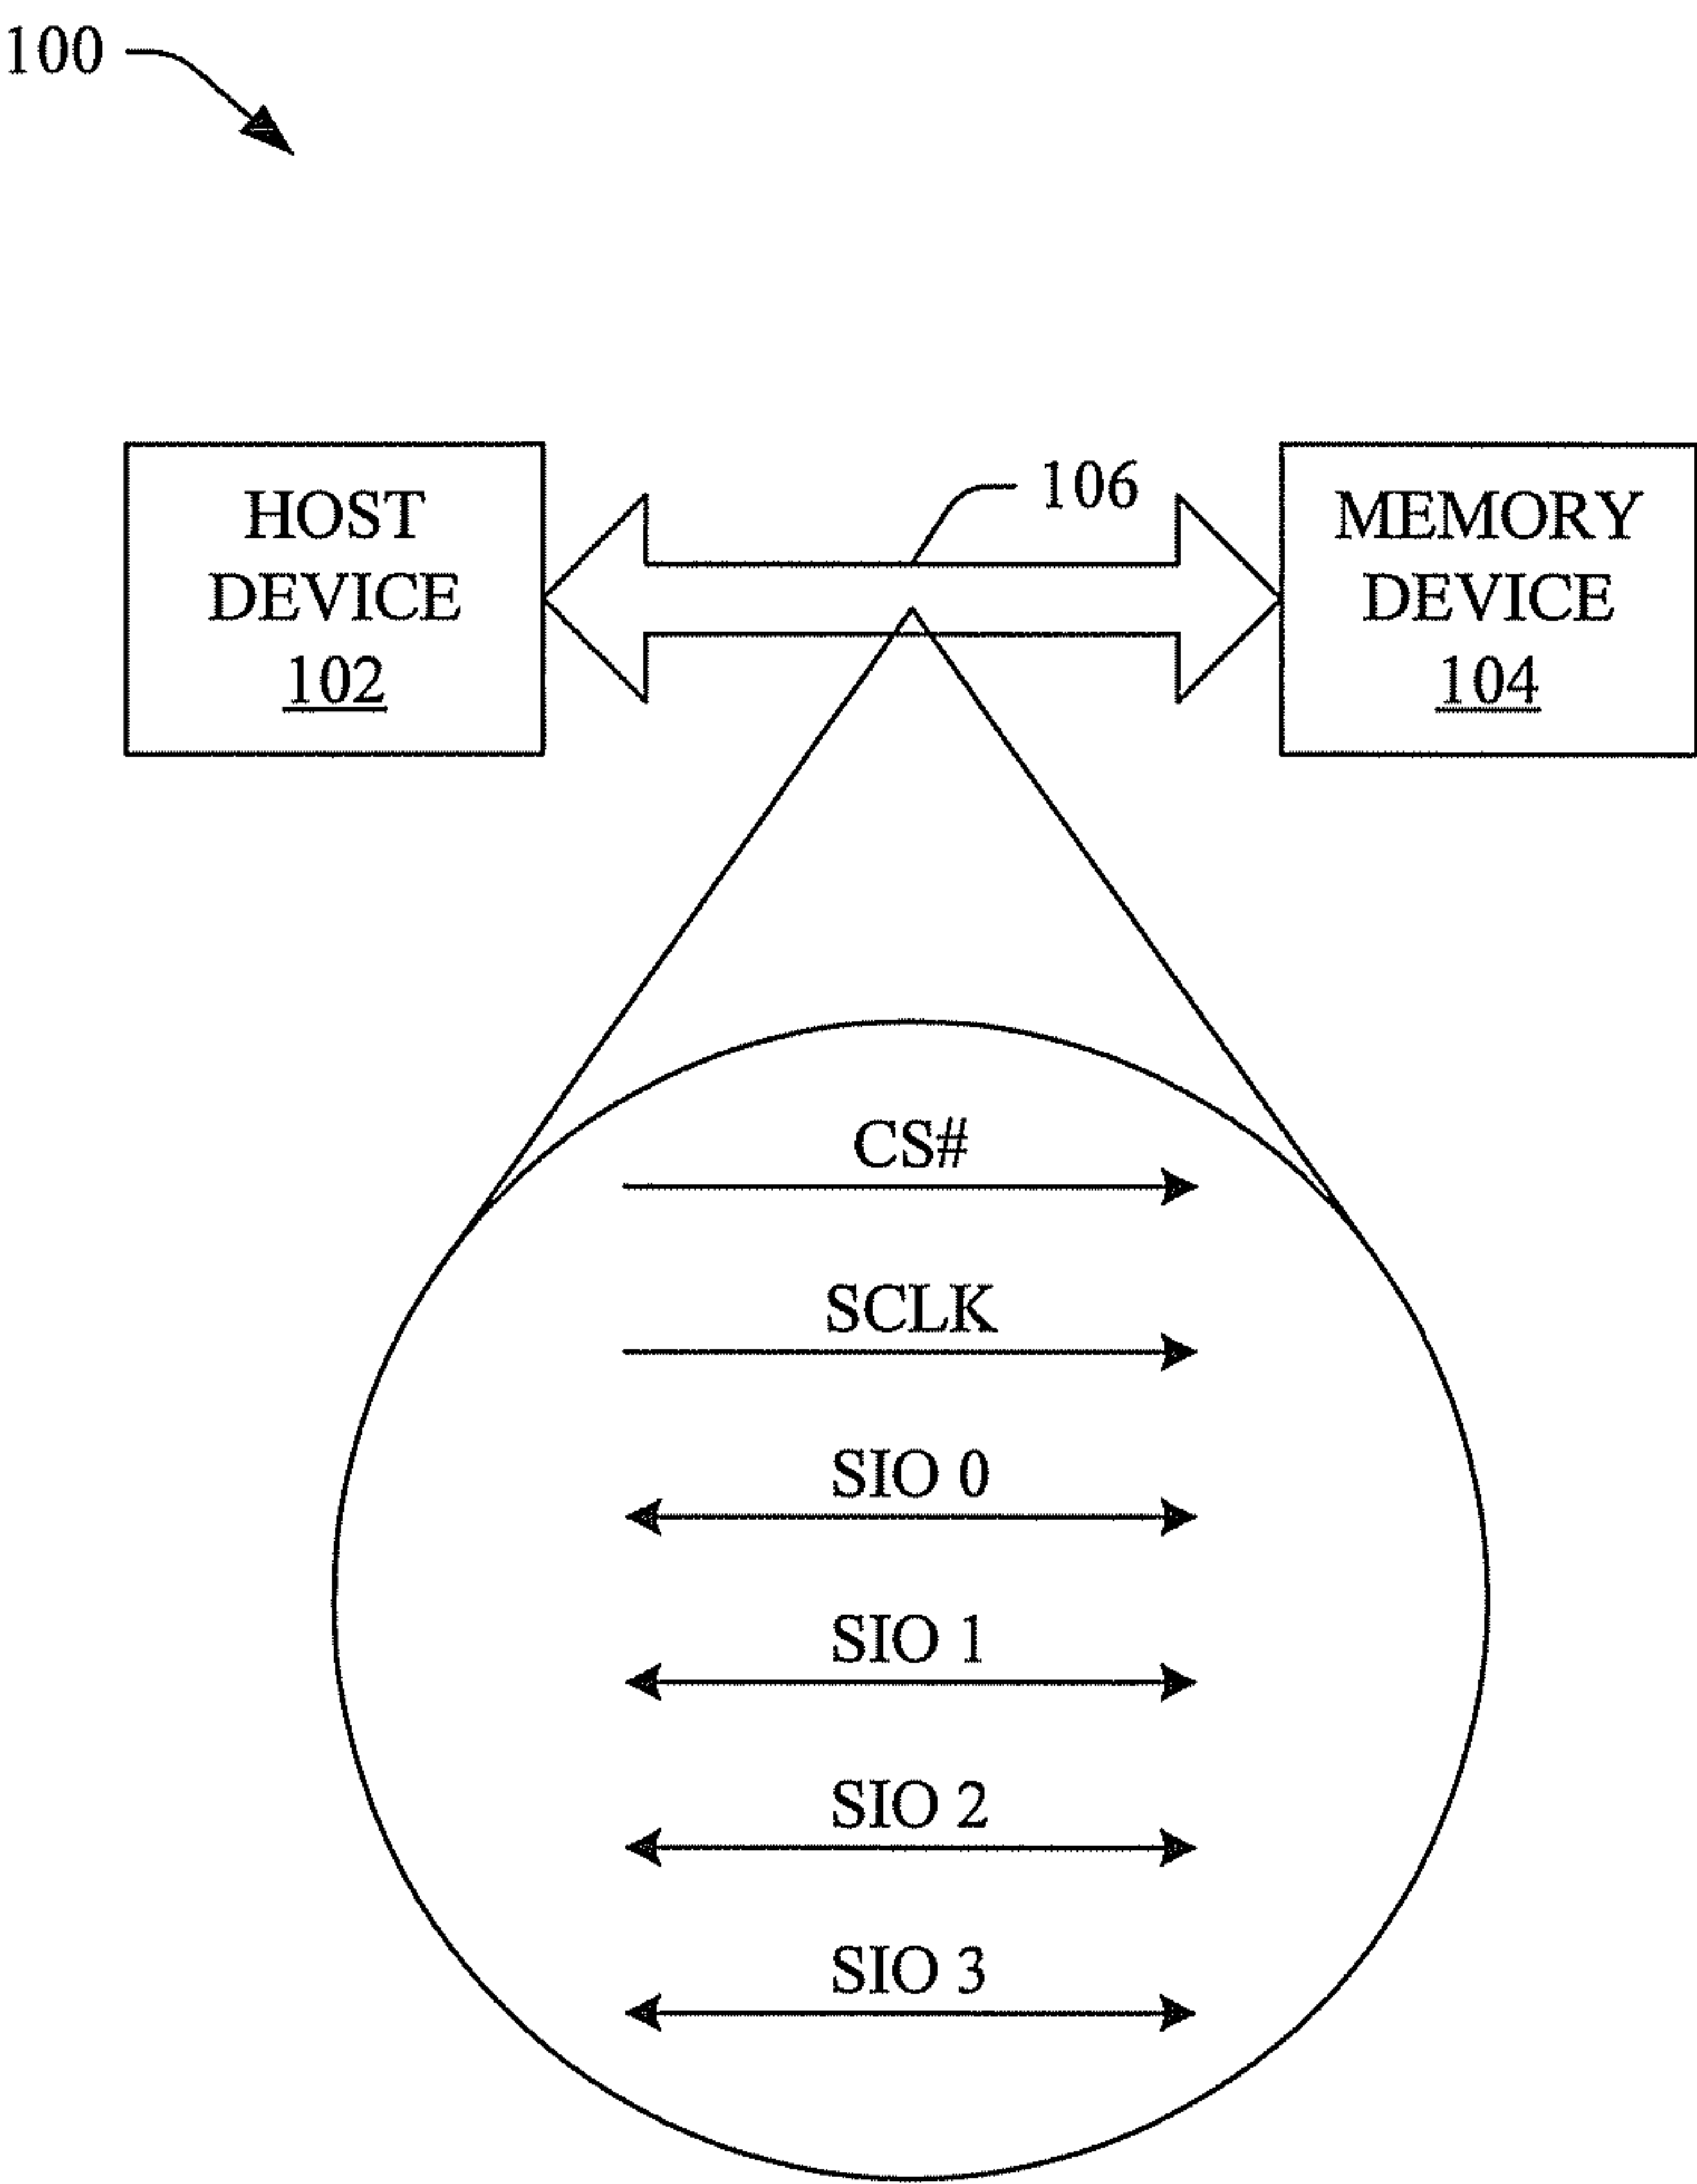 100
106
HOST
DEVICE
102
MEMORY
DEVICE
104
CS#
SCLK
SIO 0
SIO 1
SIO 2
SIO 3